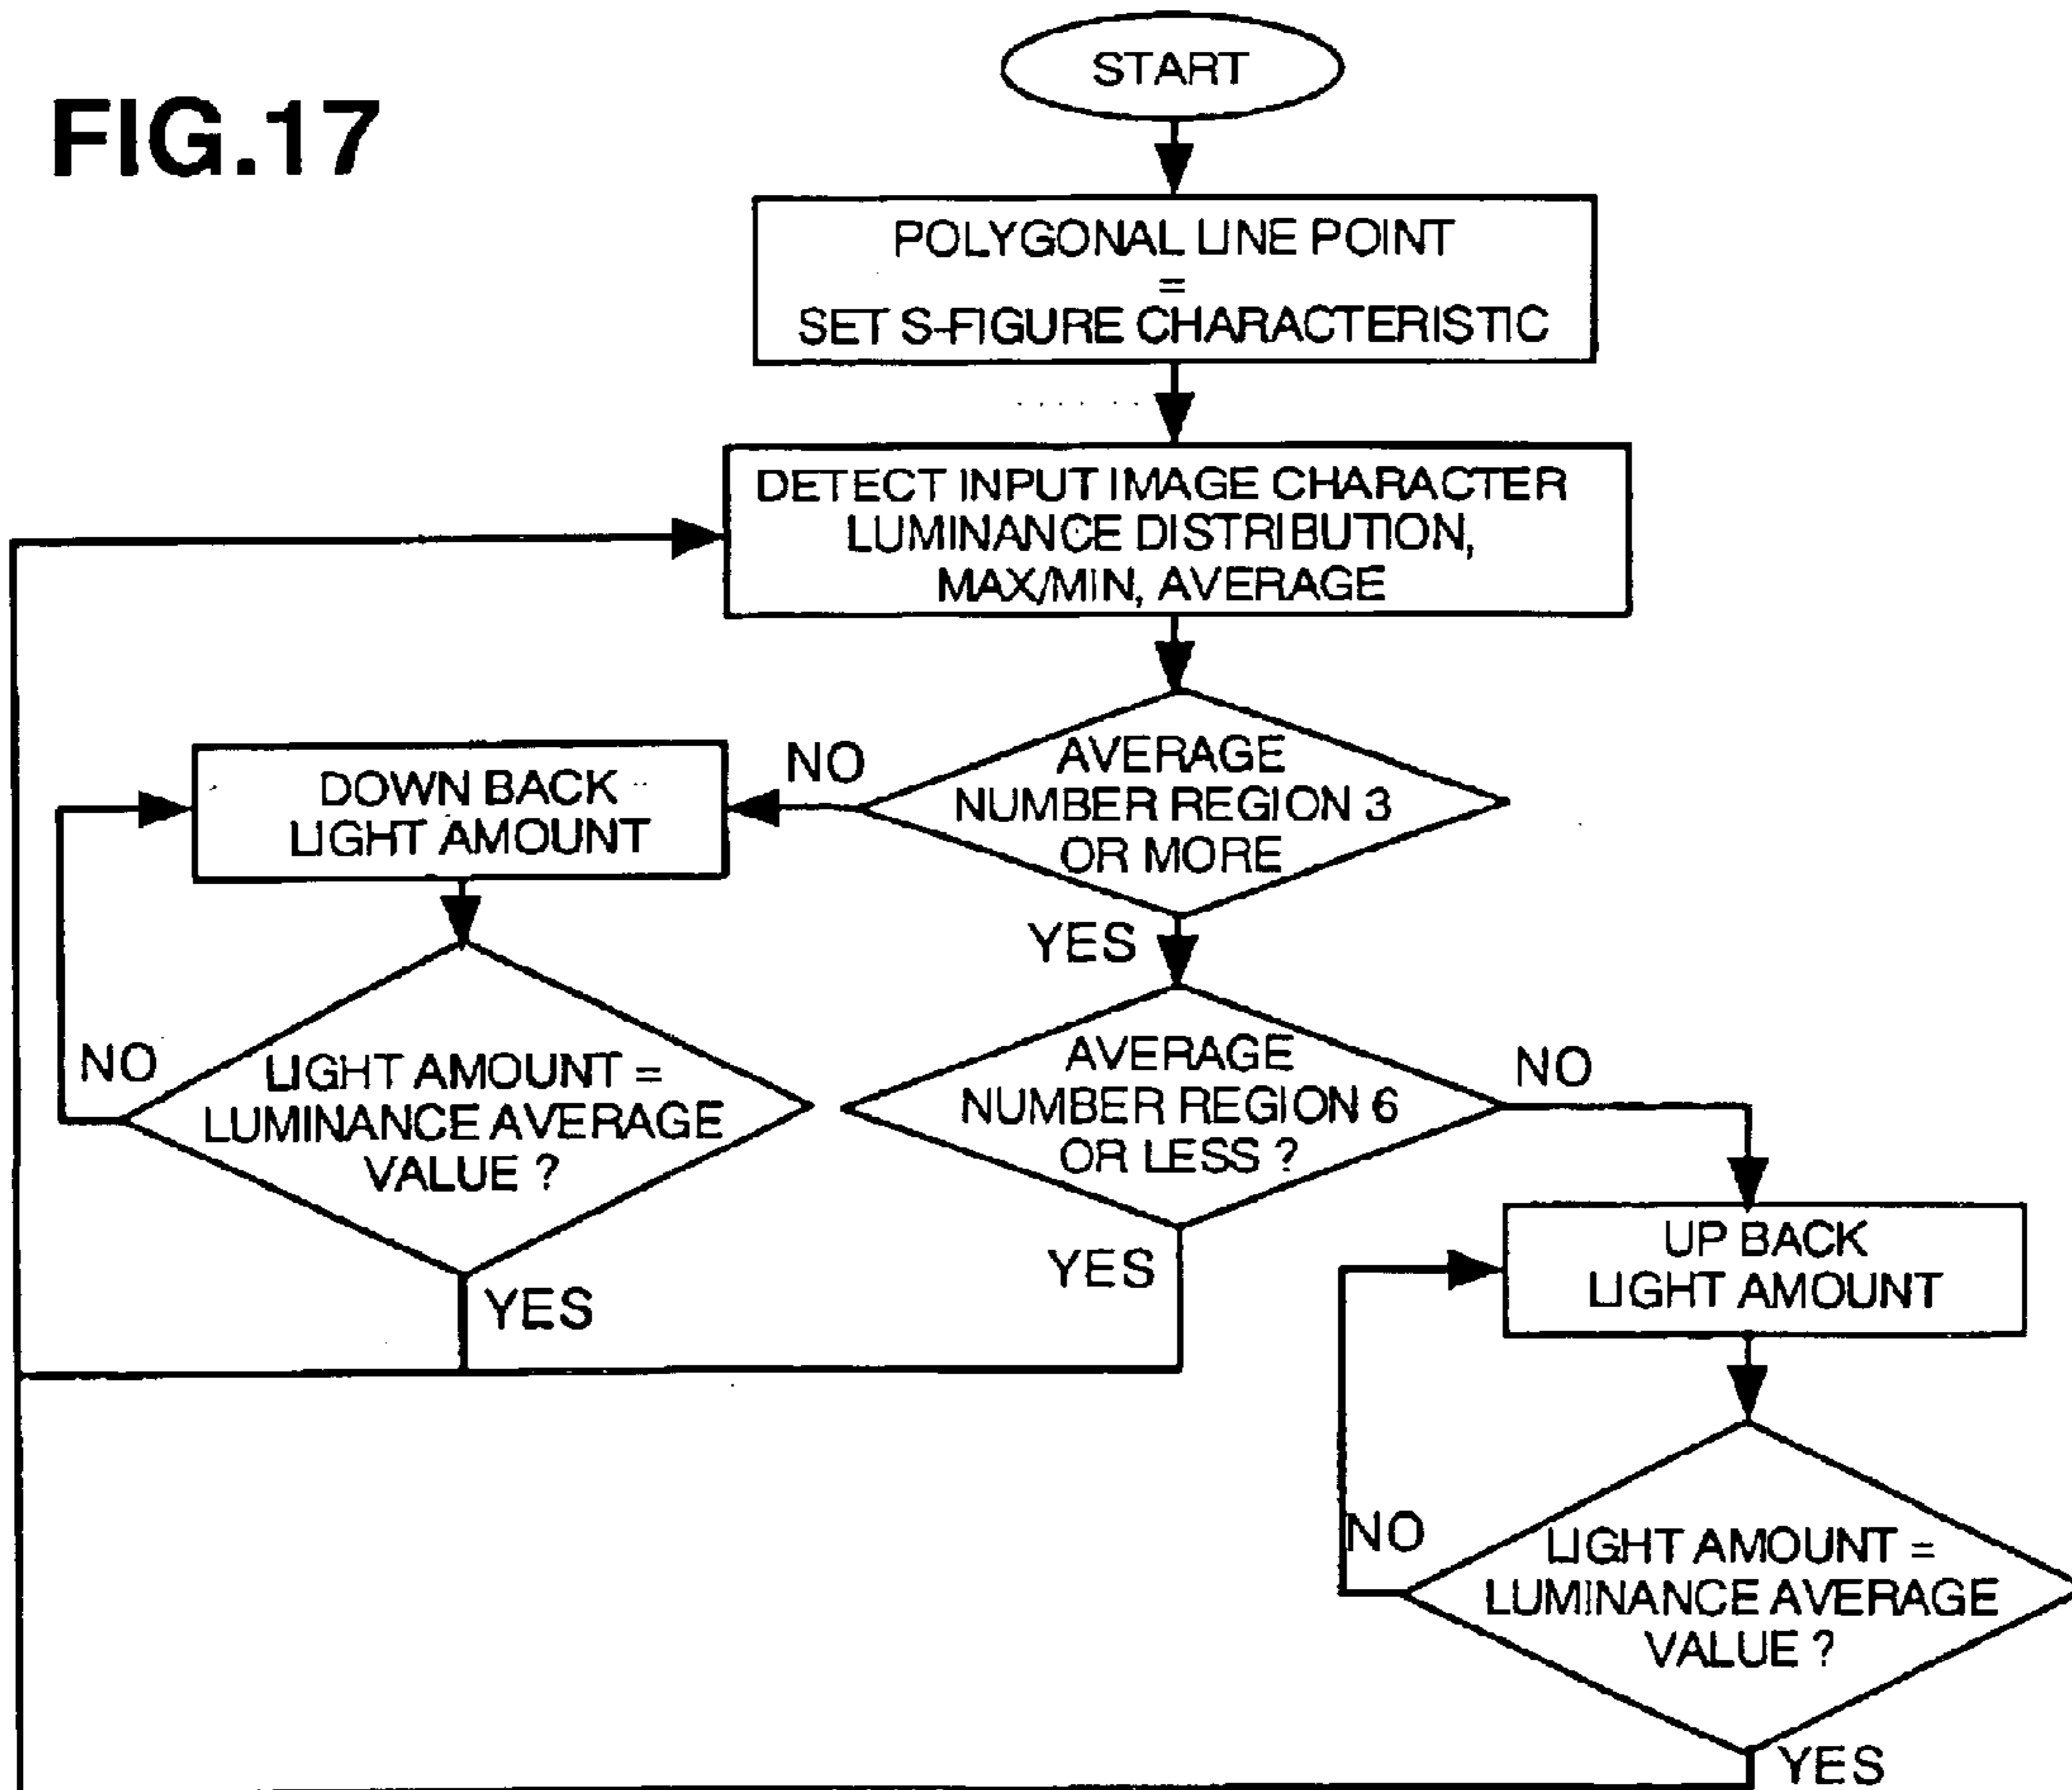 FIG.17
START
POLYGONAL LINE POINT
=
SET S-FIGURE CHARACTERISTIC
DETECT INPUT IMAGE CHARACTER
LUMINANCE DISTRIBUTION,
MAX/MIN, AVERAGE
AVERAGE
NUMBER REGION 3
OR MORE
NO
YES
DOWN BACK
LIGHT AMOUNT
LIGHT AMOUNT =
LUMINANCE AVERAGE
VALUE ?
NO
YES
AVERAGE
NUMBER REGION 6
OR LESS ?
NO
YES
UP BACK
LIGHT AMOUNT
LIGHT AMOUNT =
LUMINANCE AVERAGE
VALUE ?
NO
YES